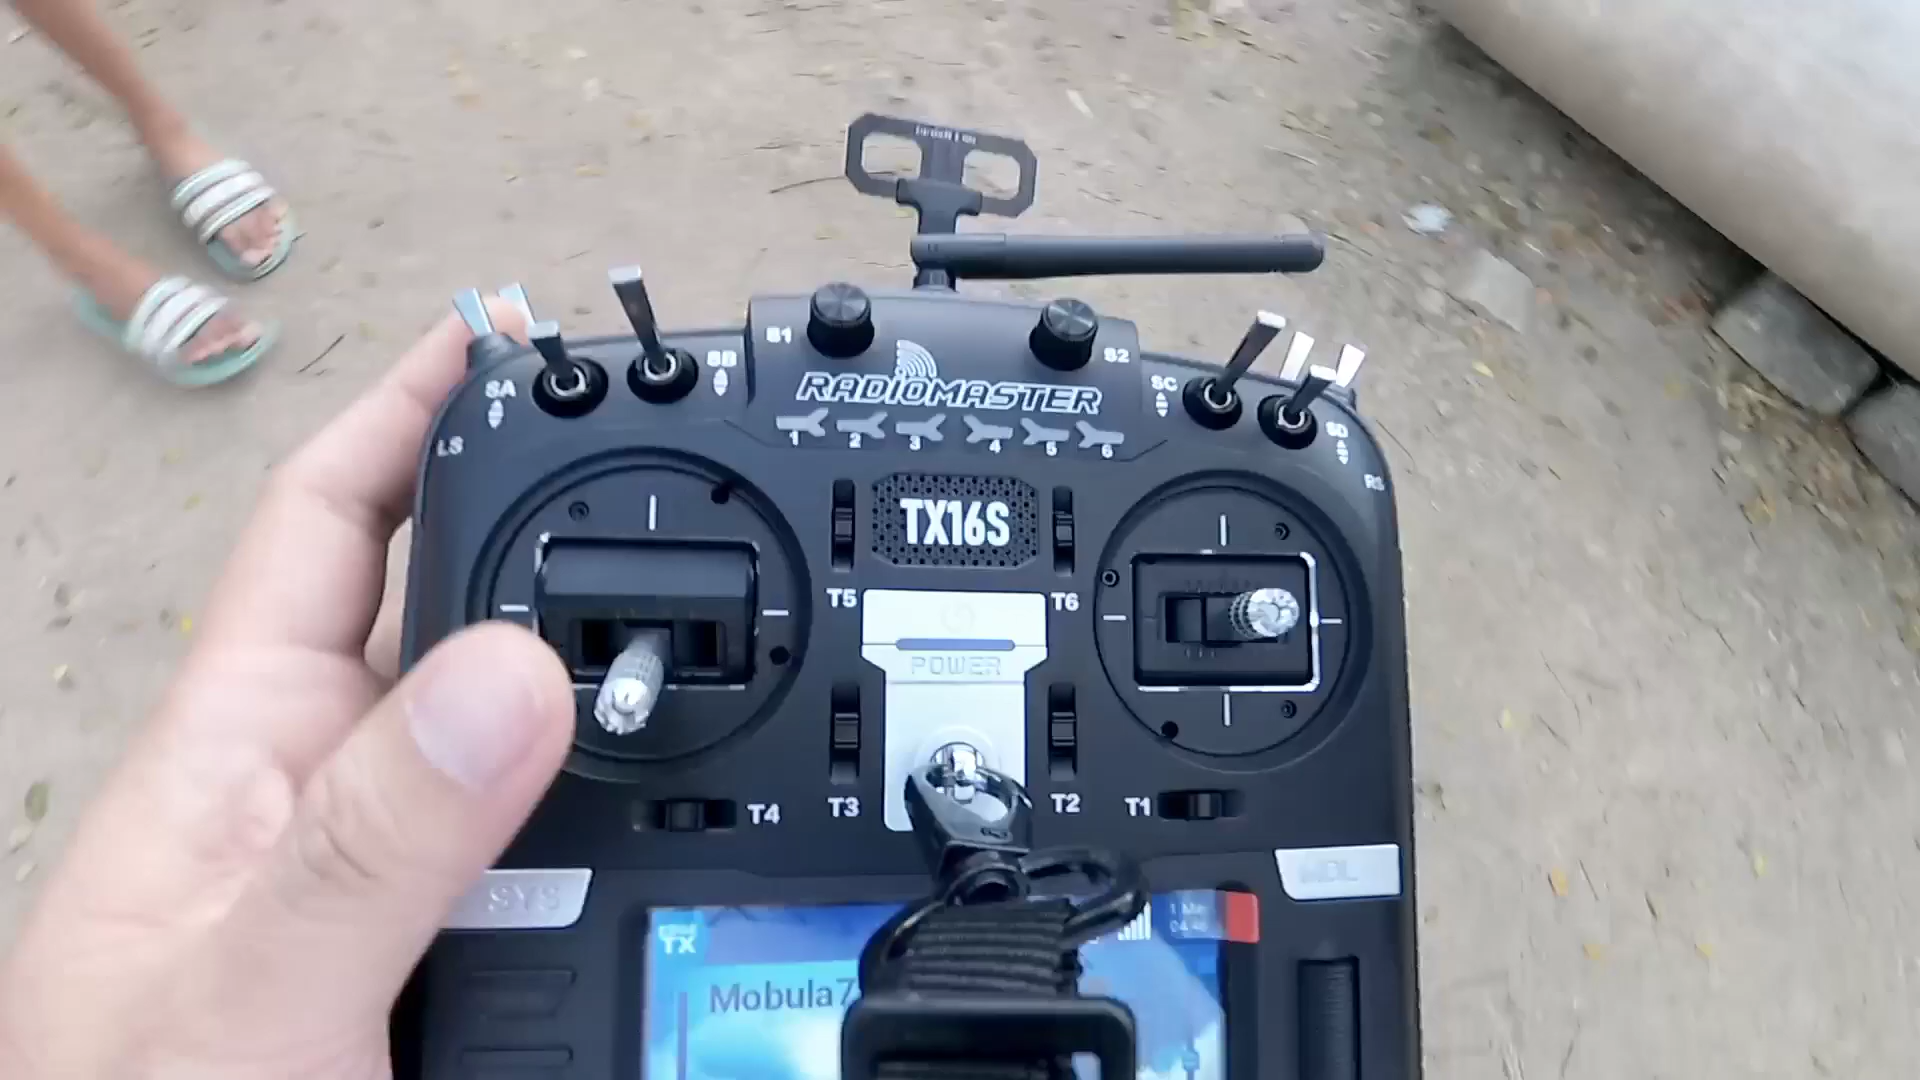 S1
S2
SA
SB
SC
SD
LS
RS
RADIOMASTER
1 2 3 4 5 6
TX16S
T5
T6
POWER
T4
T3
T2
T1
SYS
MDL
TX
Mobula7